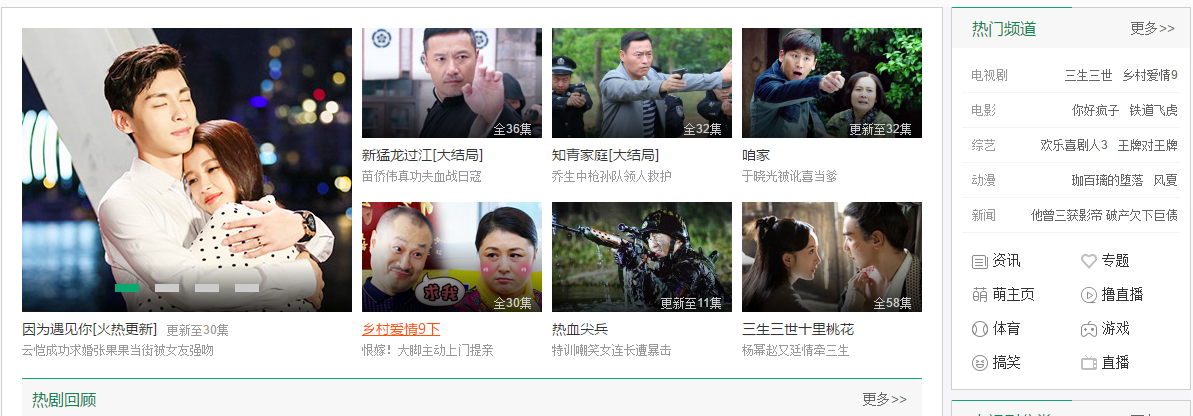 全36集
全32集
更新至32集
新猛龙过江[大结局]
苗侨伟真功夫血战日寇
知青家庭[大结局]
乔生中枪孙队领人救护
咱家
于晓光被讹喜当爹
求我
全30集
更新至11集
全58集
因为遇见你[火热更新] 更新至30集
云恺成功求婚张果果当街被女友强吻
乡村爱情9下
恨嫁！大脚主动上门提亲
热血尖兵
特训嘲笑女连长遭暴击
三生三世十里桃花
杨幂赵又廷情牵三生
热剧回顾 更多>>
热门频道 更多>>
电视剧 三生三世 乡村爱情9
电影 你好疯子 铁道飞虎
综艺 欢乐喜剧人3 王牌对王牌
动漫 珈百璃的堕落 风夏
新闻 他曾三获影帝 破产欠下巨债
资讯 专题
萌 萌主页 撸直播
体育 游戏
搞笑 直播